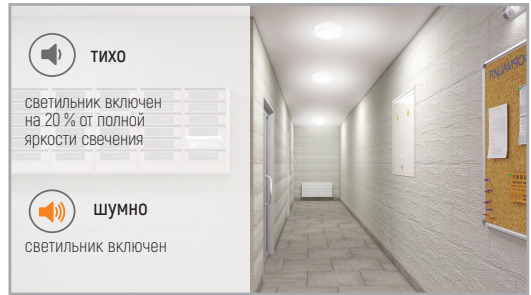 ТИХО
светильник включен
на 20 % от полной
яркости свечения
ШУМНО
светильник включен